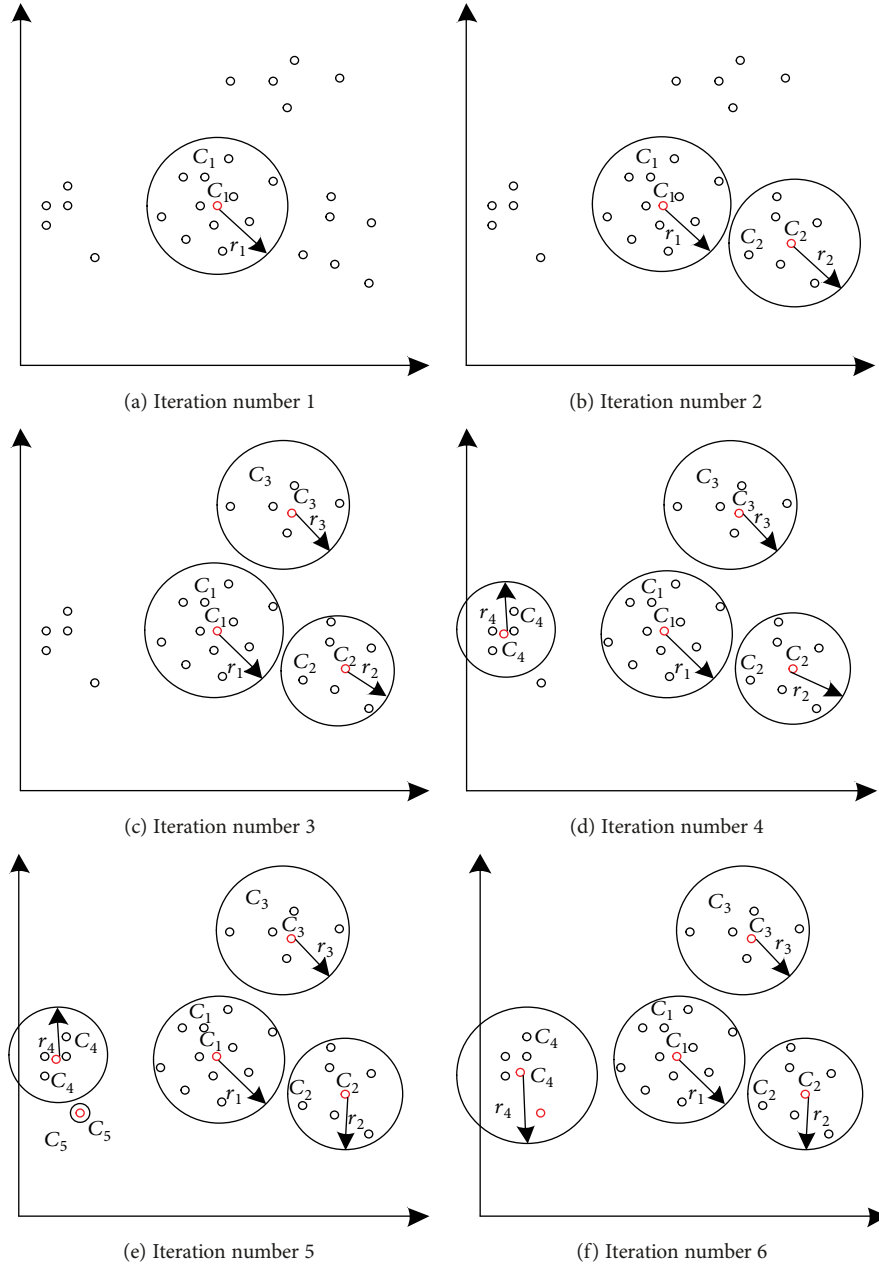 C1
C1
r1
(a) Iteration number 1
C1
C1
r1
C2
C2
r2
(b) Iteration number 2
C3
C3
r3
C1
C1
r1
C2
C2
r2
(c) Iteration number 3
C3
C3
r3
r4
C4
C4
C1
C1
r1
C2
C2
r2
(d) Iteration number 4
C3
C3
r3
r4
C4
C4
C5
C5
C1
C1
r1
C2
C2
r2
(e) Iteration number 5
C3
C3
r3
C4
C4
r4
C1
C1
r1
C2
C2
r2
(f) Iteration number 6